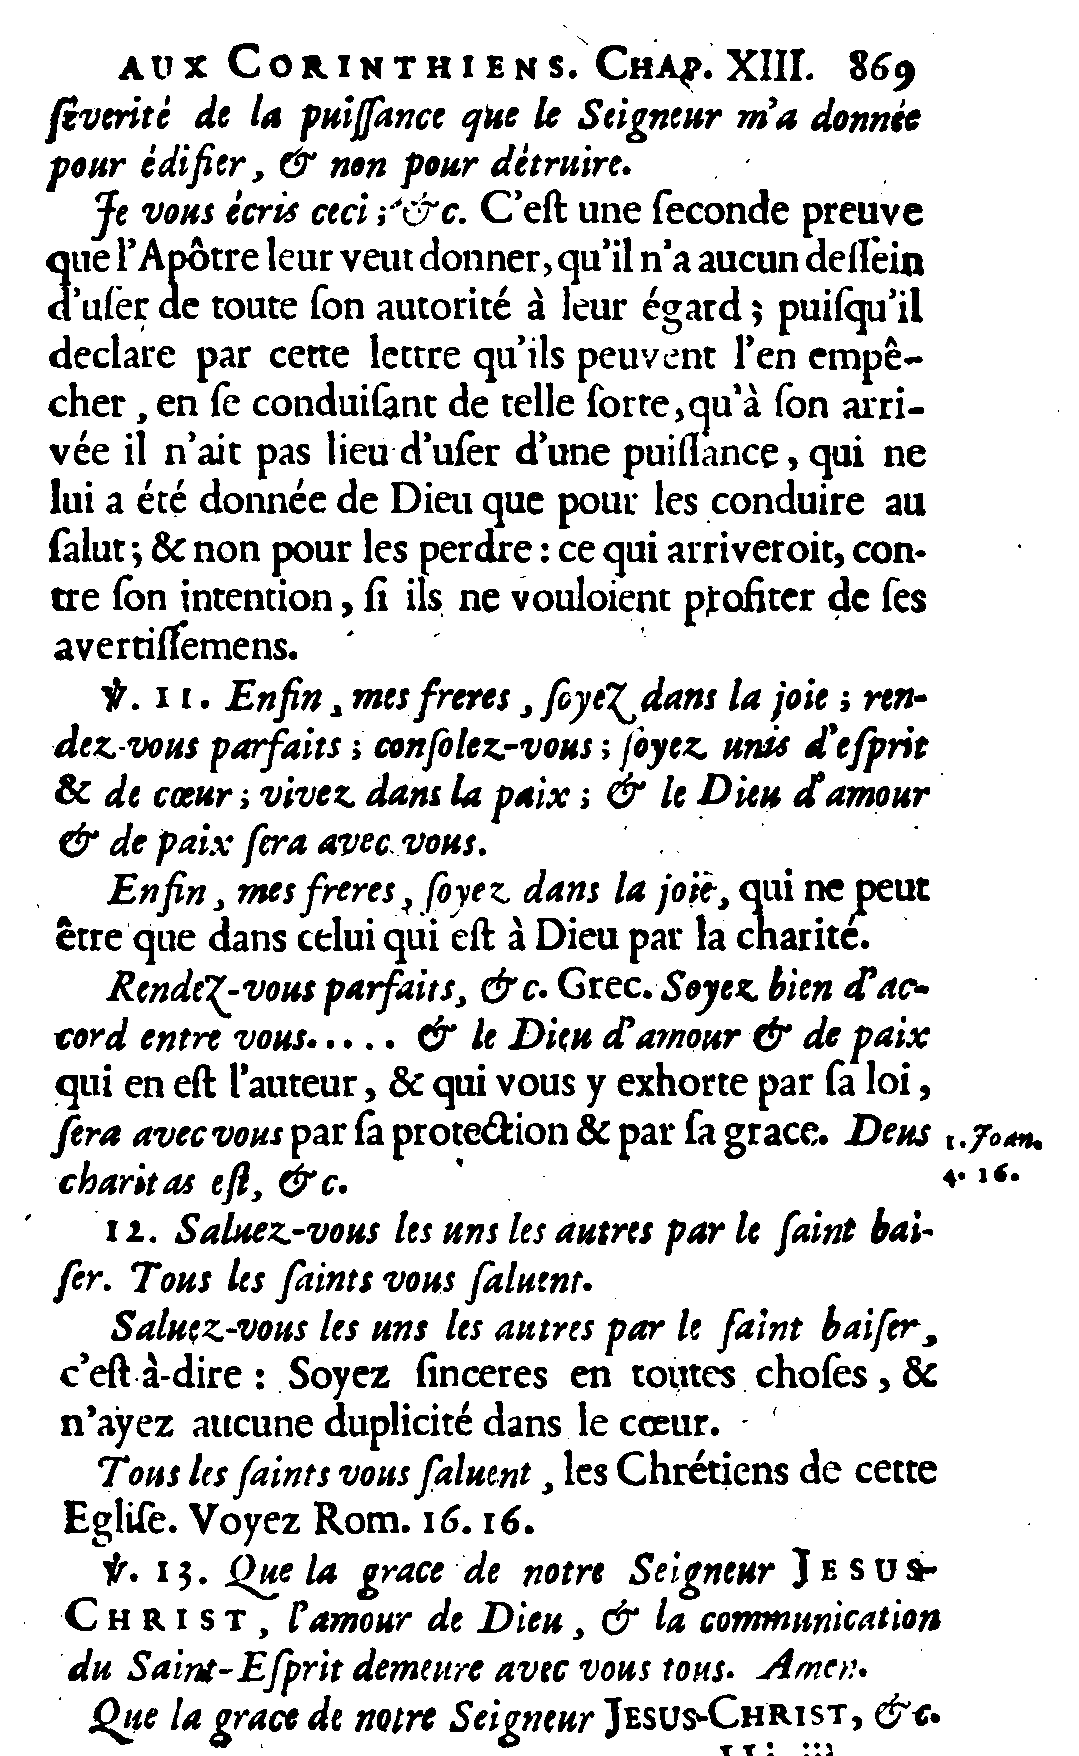 AUX CORINTHIENS. CHAP. XIII. 869
ſéverité de la puiſſance que le Seigneur m'a donnée
pour édifier, & non pour détruire.
Je vous écris ceci ; &c. C'eſt une ſeconde preuve
que l'Apôtre leur veut donner, qu'il n'a aucun deſſein
d'uſer de toute ſon autorité à leur égard ; puiſqu'il
declare par cette lettre qu'ils peuvent l'en empê-
cher, en ſe conduiſant de telle ſorte, qu'à ſon arri-
vée il n'ait pas lieu d'uſer d'une puiſſance, qui ne
lui a été donnée de Dieu que pour les conduire au
ſalut ; & non pour les perdre : ce qui arriveroit, con-
tre ſon intention, ſi ils ne vouloient profiter de ſes
avertiſſemens.
℣. 11. Enfin, mes freres, ſoyez dans la joie ; ren-
dez-vous parfaits ; conſolez-vous ; ſoyez unis d'eſprit
& de cœur ; vivez dans la paix ; & le Dieu d'amour
& de paix ſera avec vous.
Enfin, mes freres, ſoyez dans la joie, qui ne peut
être que dans celui qui eſt à Dieu par la charité.
Rendez-vous parfaits, &c. Grec. Soyez bien d'ac-
cord entre vous..... & le Dieu d'amour & de paix
qui en eſt l'auteur, & qui vous y exhorte par ſa loi,
ſera avec vous par ſa protection & par ſa grace. Deus
1. Joan.
charitas eſt, &c.
4. 16.
12. Saluez-vous les uns les autres par le ſaint bai-
ſer. Tous les ſaints vous ſaluent.
Saluez-vous les uns les autres par le ſaint baiſer,
c'eſt-à-dire : Soyez ſinceres en toutes choſes, &
n'ayez aucune duplicité dans le cœur.
Tous les ſaints vous ſaluent, les Chrétiens de cette
Egliſe. Voyez Rom. 16. 16.
℣. 13. Que la grace de notre Seigneur JESUS-
CHRIST, l'amour de Dieu, & la communication
du Saint-Eſprit demeure avec vous tous. Amen.
Que la grace de notre Seigneur JESUS-CHRIST, &c.